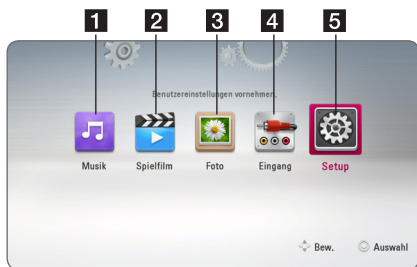 1 2 3 4 5
Benutzereinstellungen vornehmen.
Musik Spielfilm Foto Eingang Setup
Bew. Auswahl